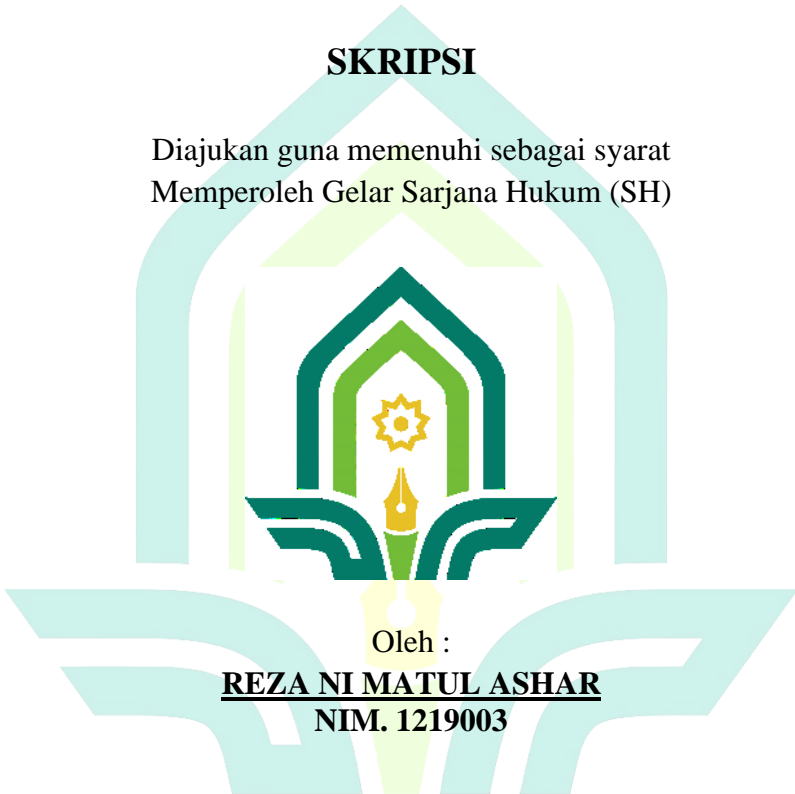 SKRIPSI
Diajukan guna memenuhi sebagai syarat
Memperoleh Gelar Sarjana Hukum (SH)
Oleh :
REZA NI MATUL ASHAR
NIM. 1219003